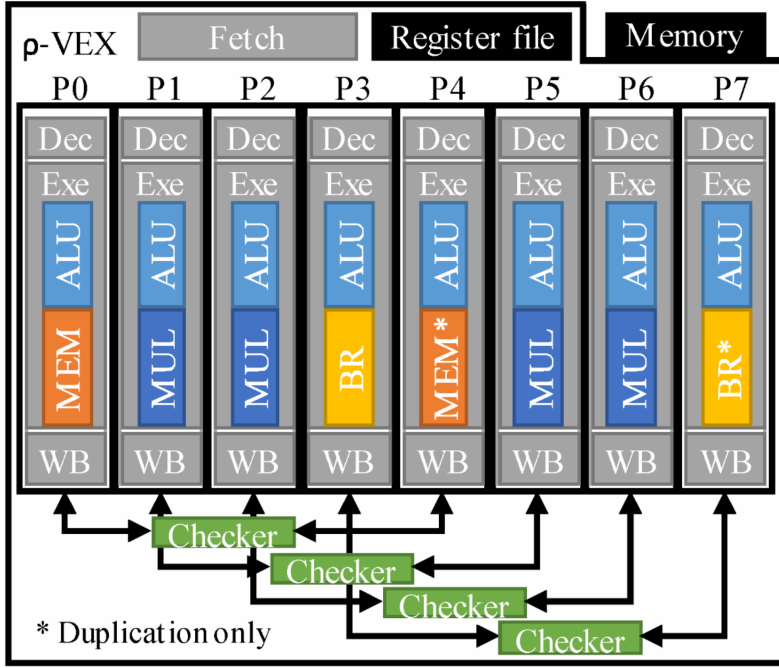 ρ-VEX Fetch Register file Memory
P0 P1 P2 P3 P4 P5 P6 P7
Dec Dec Dec Dec Dec Dec Dec Dec
Exe Exe Exe Exe Exe Exe Exe Exe
ALU ALU ALU ALU ALU ALU ALU ALU
MEM MUL MUL BR MEM* MUL MUL BR*
WB WB WB WB WB WB WB WB
Checker
Checker
Checker
* Duplication only
Checker